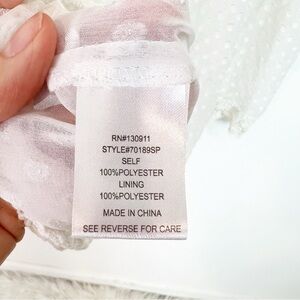 RN#130911
STYLE#70189SP
SELF
100%POLYESTER
LINING
100%POLYESTER
MADE IN CHINA
SEE REVERSE FOR CARE